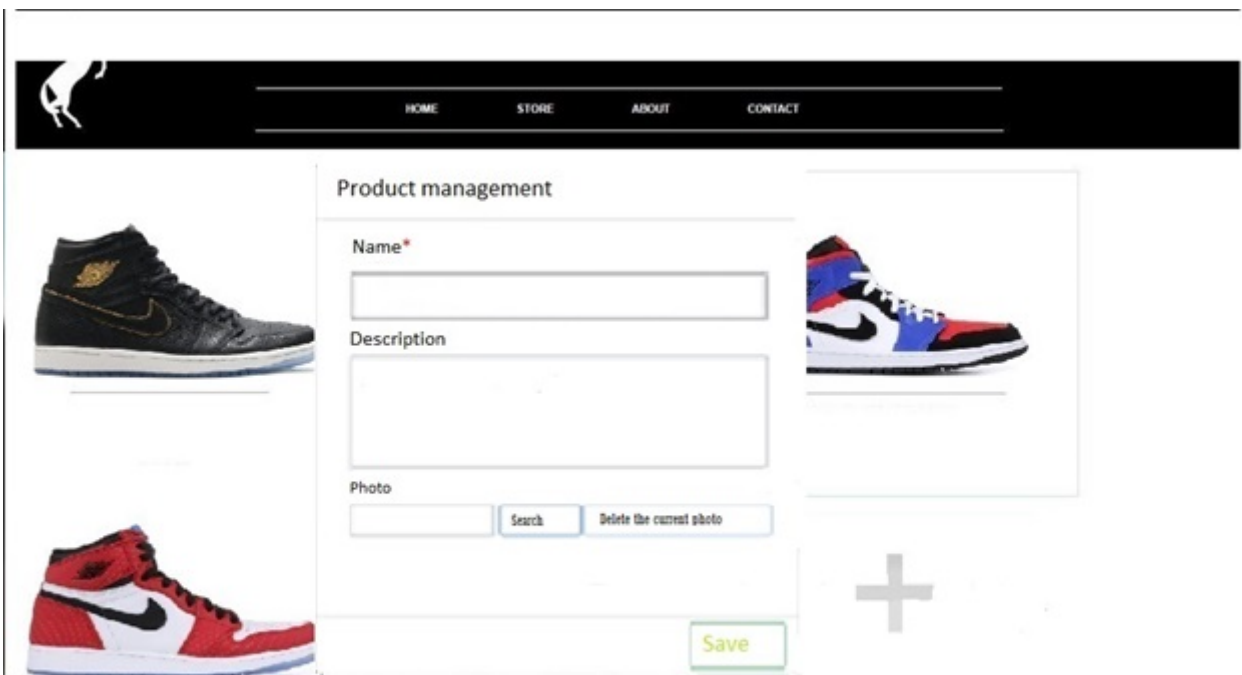 HOME STORE ABOUT CONTACT
Product management
Name*
Description
Photo
Search Delete the current photo
Save